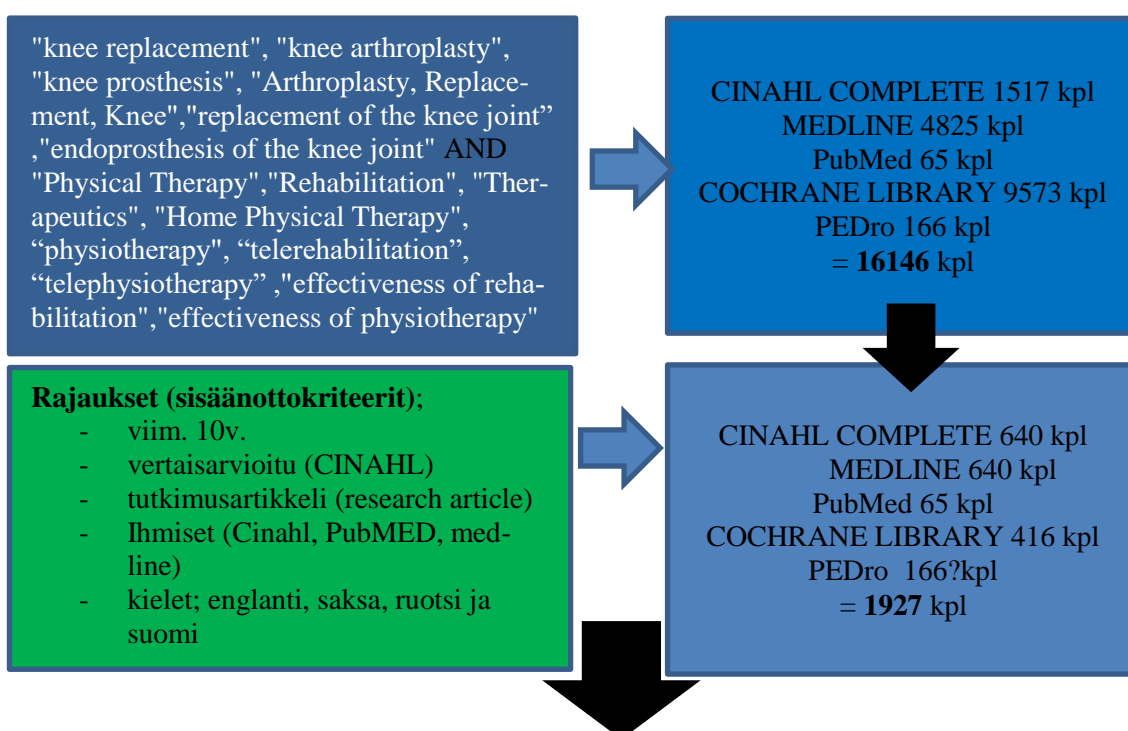 "knee replacement", "knee arthroplasty",
"knee prosthesis", "Arthroplasty, Replace-
ment, Knee","replacement of the knee joint”
,"endoprosthesis of the knee joint" AND
"Physical Therapy","Rehabilitation", "Ther-
apeutics", "Home Physical Therapy",
“physiotherapy", “telerehabilitation”,
“telephysiotherapy” ,"effectiveness of reha-
bilitation","effectiveness of physiotherapy"
CINAHL COMPLETE 1517 kpl
MEDLINE 4825 kpl
PubMed 65 kpl
COCHRANE LIBRARY 9573 kpl
PEDro 166 kpl
= 16146 kpl
Rajaukset (sisäänottokriteerit);
- viim. 10v.
- vertaisarvioitu (CINAHL)
- tutkimusartikkeli (research article)
- Ihmiset (Cinahl, PubMED, med-
line)
- kielet; englanti, saksa, ruotsi ja
suomi
CINAHL COMPLETE 640 kpl
MEDLINE 640 kpl
PubMed 65 kpl
COCHRANE LIBRARY 416 kpl
PEDro 166?kpl
= 1927 kpl